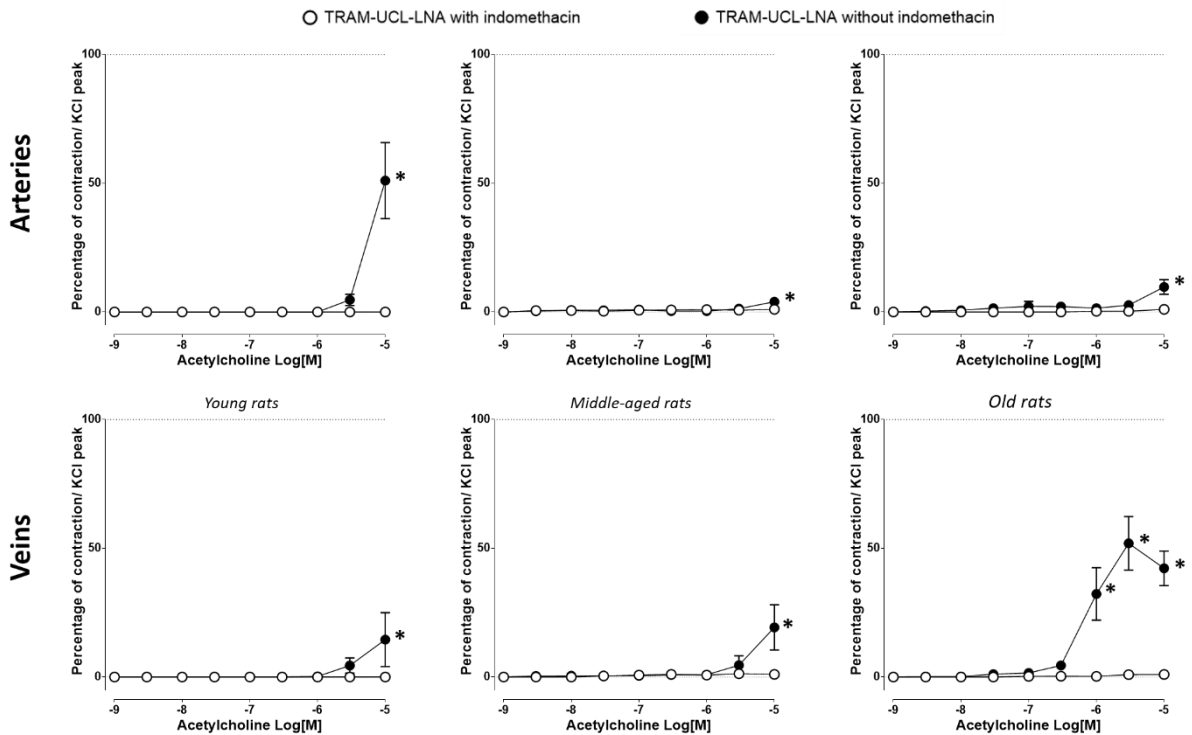 TRAM-UCL-LNA with indomethacin
TRAM-UCL-LNA without indomethacin
Arteries
Percentage of contraction/ KCl peak
100
50
0
*
-9 -8 -7 -6 -5
Acetylcholine Log[M]
Percentage of contraction/ KCl peak
100
50
0
*
-9 -8 -7 -6 -5
Acetylcholine Log[M]
Percentage of contraction/ KCl peak
100
50
0
*
-9 -8 -7 -6 -5
Acetylcholine Log[M]
Veins
Young rats
Percentage of contraction/ KCl peak
100
50
0
*
-9 -8 -7 -6 -5
Acetylcholine Log[M]
Middle-aged rats
Percentage of contraction/ KCl peak
100
50
0
*
-9 -8 -7 -6 -5
Acetylcholine Log[M]
Old rats
Percentage of contraction/ KCl peak
100
50
0
*
*
*
-9 -8 -7 -6 -5
Acetylcholine Log[M]